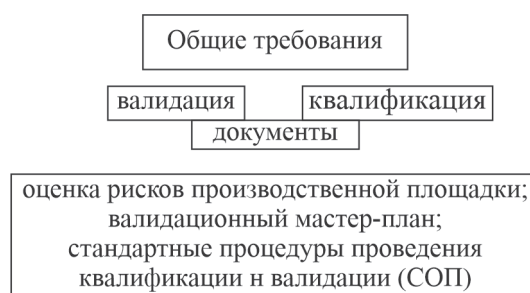 Общие требования
валидация квалификация
документы
оценка рисков производственной площадки;
валидационный мастер-план;
стандартные процедуры проведения
квалификации н валидации (СОП)